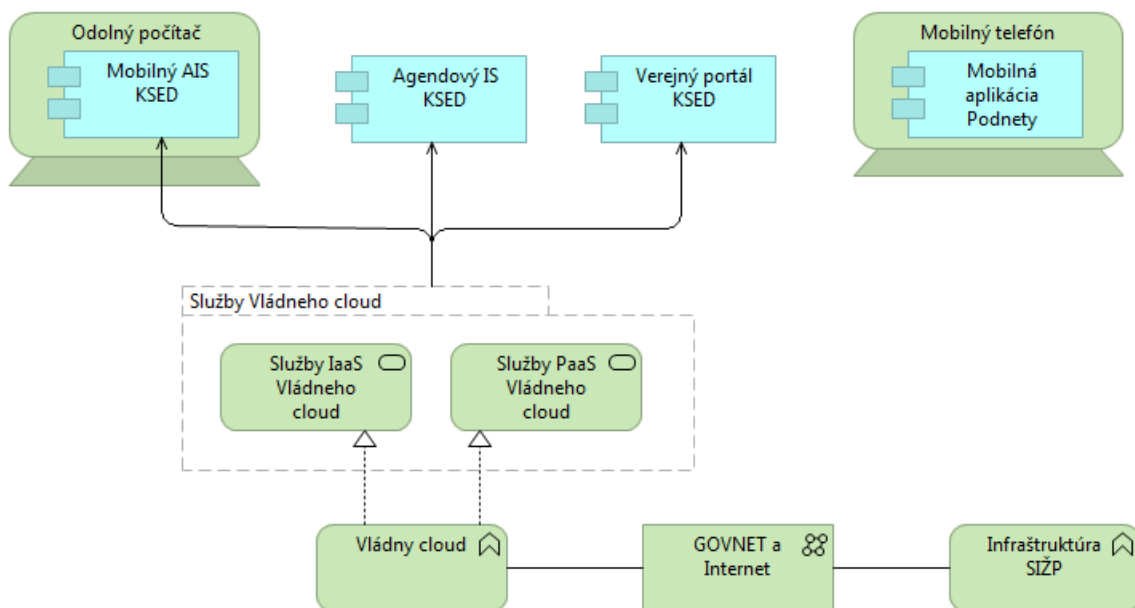 Odolný počítač
Mobilný AIS
KSED
Agendový IS
KSED
Verejný portál
KSED
Mobilný telefón
Mobilná
aplikácia
Podnety
Služby Vládneho cloud
Služby IaaS
Vládneho
cloud
Služby PaaS
Vládneho
cloud
Vládny cloud
GOVNET a
Internet
Infraštruktúra
SIŽP